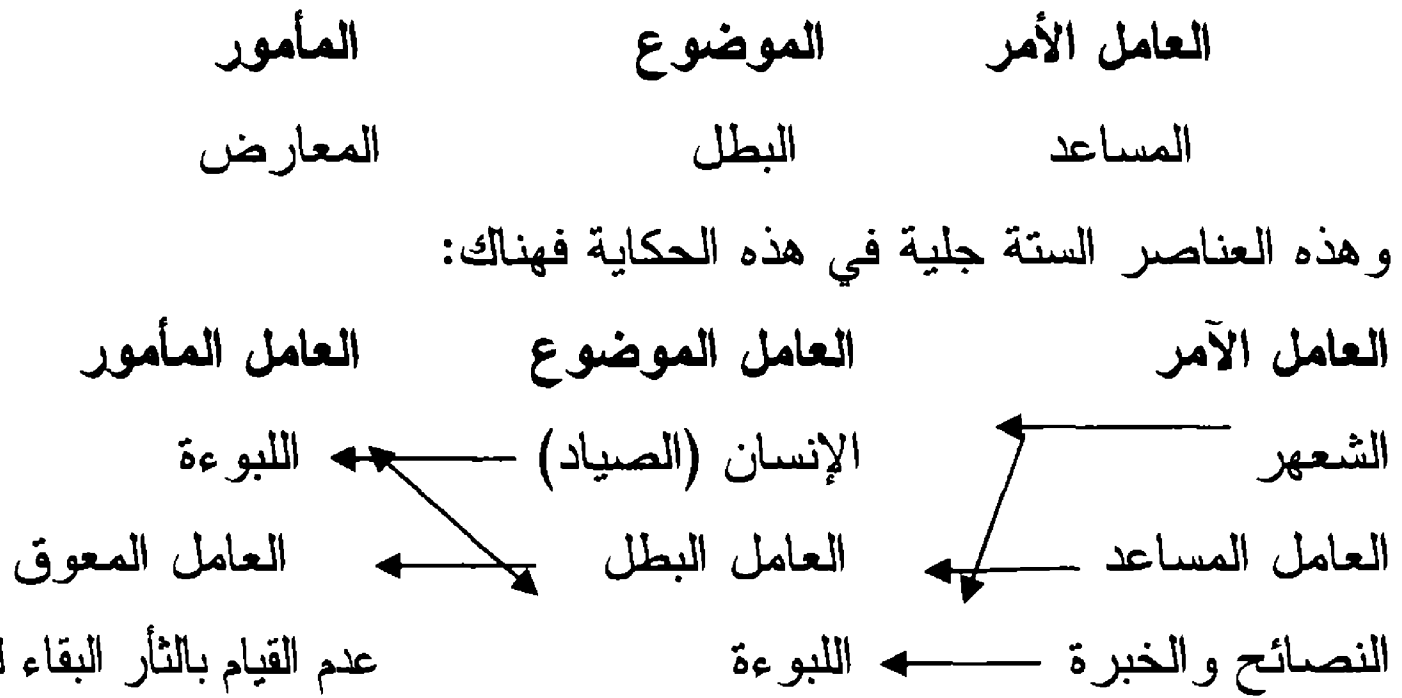 العامل الأمر الموضوع المأمور
المساعد البطل المعارض
وهذه العناصر الستة جلية في هذه الحكاية فهناك:
العامل الآمر العامل الموضوع العامل المأمور
الشعهر الإنسان (الصياد) اللبوءة
العامل المساعد العامل البطل العامل المعوق
النصائح والخبرة اللبوءة عدم القيام بالثأر البقاء